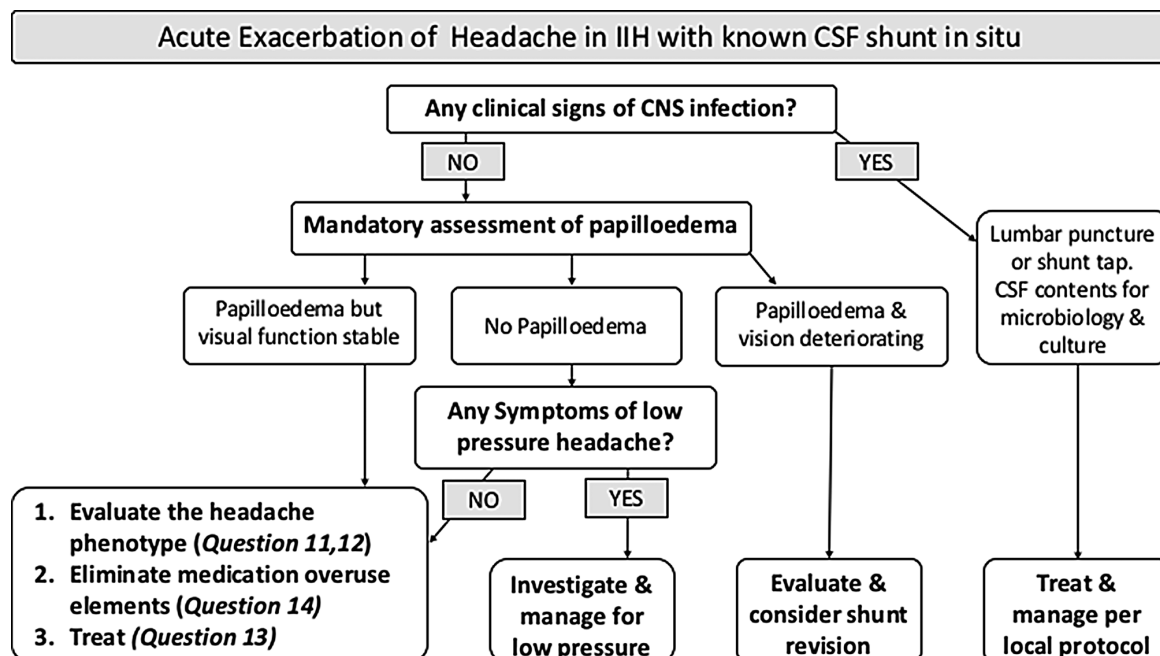 Acute Exacerbation of Headache in IIH with known CSF shunt in situ
Any clinical signs of CNS infection?
NO
YES
Mandatory assessment of papilloedema
Lumbar puncture
or shunt tap.
CSF contents for
microbiology &
culture
Papilloedema but
visual function stable
No Papilloedema
Papilloedema &
vision deteriorating
Any Symptoms of low
pressure headache?
NO
YES
1. Evaluate the headache
phenotype (Question 11,12)
2. Eliminate medication overuse
elements (Question 14)
3. Treat (Question 13)
Investigate &
manage for
low pressure
Evaluate &
consider shunt
revision
Treat &
manage per
local protocol